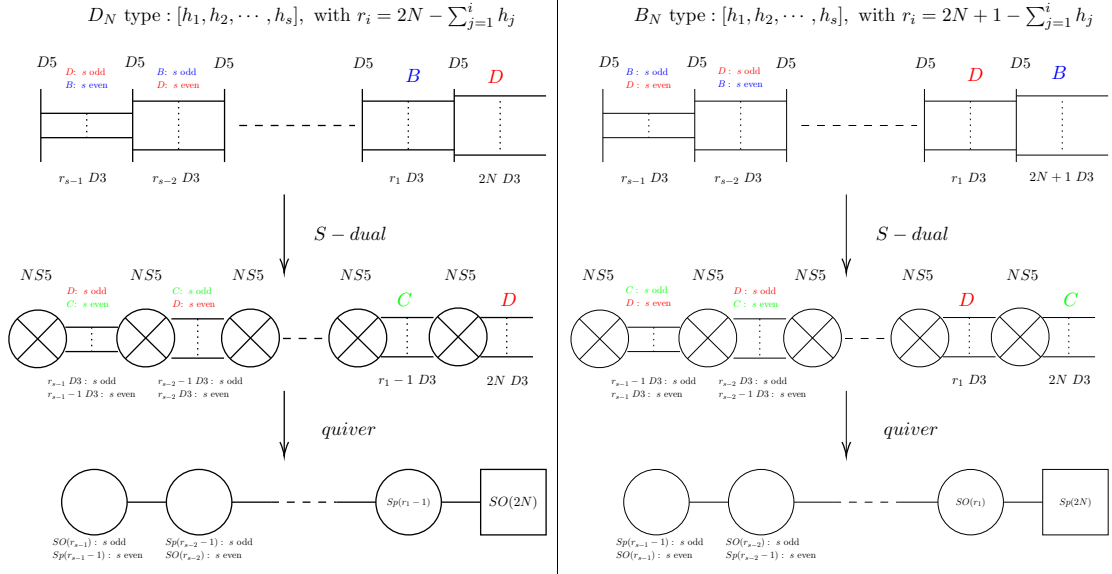 $D_N$ type : $[h_1, h_2, \cdots, h_s]$, with $r_i = 2N - \sum_{j=1}^{i} h_j$
D5 D5 D5 D5 D5
D: s odd B: s odd
B: s even D: s even
B D
$r_{s-1}$ D3 $r_{s-2}$ D3 $r_1$ D3 2N D3
S − dual
NS5 NS5 NS5 NS5 NS5
D: s odd C: s odd
C: s even D: s even
C D
$r_{s-1}$ D3 : s odd $r_{s-2} - 1$ D3 : s odd
$r_{s-1} - 1$ D3 : s even $r_{s-2}$ D3 : s even
$r_1 - 1$ D3 2N D3
quiver
$Sp(r_1 - 1)$ SO(2N)
$SO(r_{s-1})$ : s odd $Sp(r_{s-2} - 1)$ : s odd
$Sp(r_{s-1} - 1)$ : s even $SO(r_{s-2})$ : s even
$B_N$ type : $[h_1, h_2, \cdots, h_s]$, with $r_i = 2N + 1 - \sum_{j=1}^{i} h_j$
D5 D5 D5 D5 D5
B: s odd D: s odd
D: s even B: s even
D B
$r_{s-1}$ D3 $r_{s-2}$ D3 $r_1$ D3 2N + 1 D3
S − dual
NS5 NS5 NS5 NS5 NS5
C: s odd D: s odd
D: s even C: s even
D C
$r_{s-1} - 1$ D3 : s odd $r_{s-2}$ D3 : s odd
$r_{s-1}$ D3 : s even $r_{s-2} - 1$ D3 : s even
$r_1$ D3 2N D3
quiver
$SO(r_1)$ Sp(2N)
$Sp(r_{s-1} - 1)$ : s odd $SO(r_{s-2})$ : s odd
$SO(r_{s-1})$ : s even $Sp(r_{s-2} - 1)$ : s even